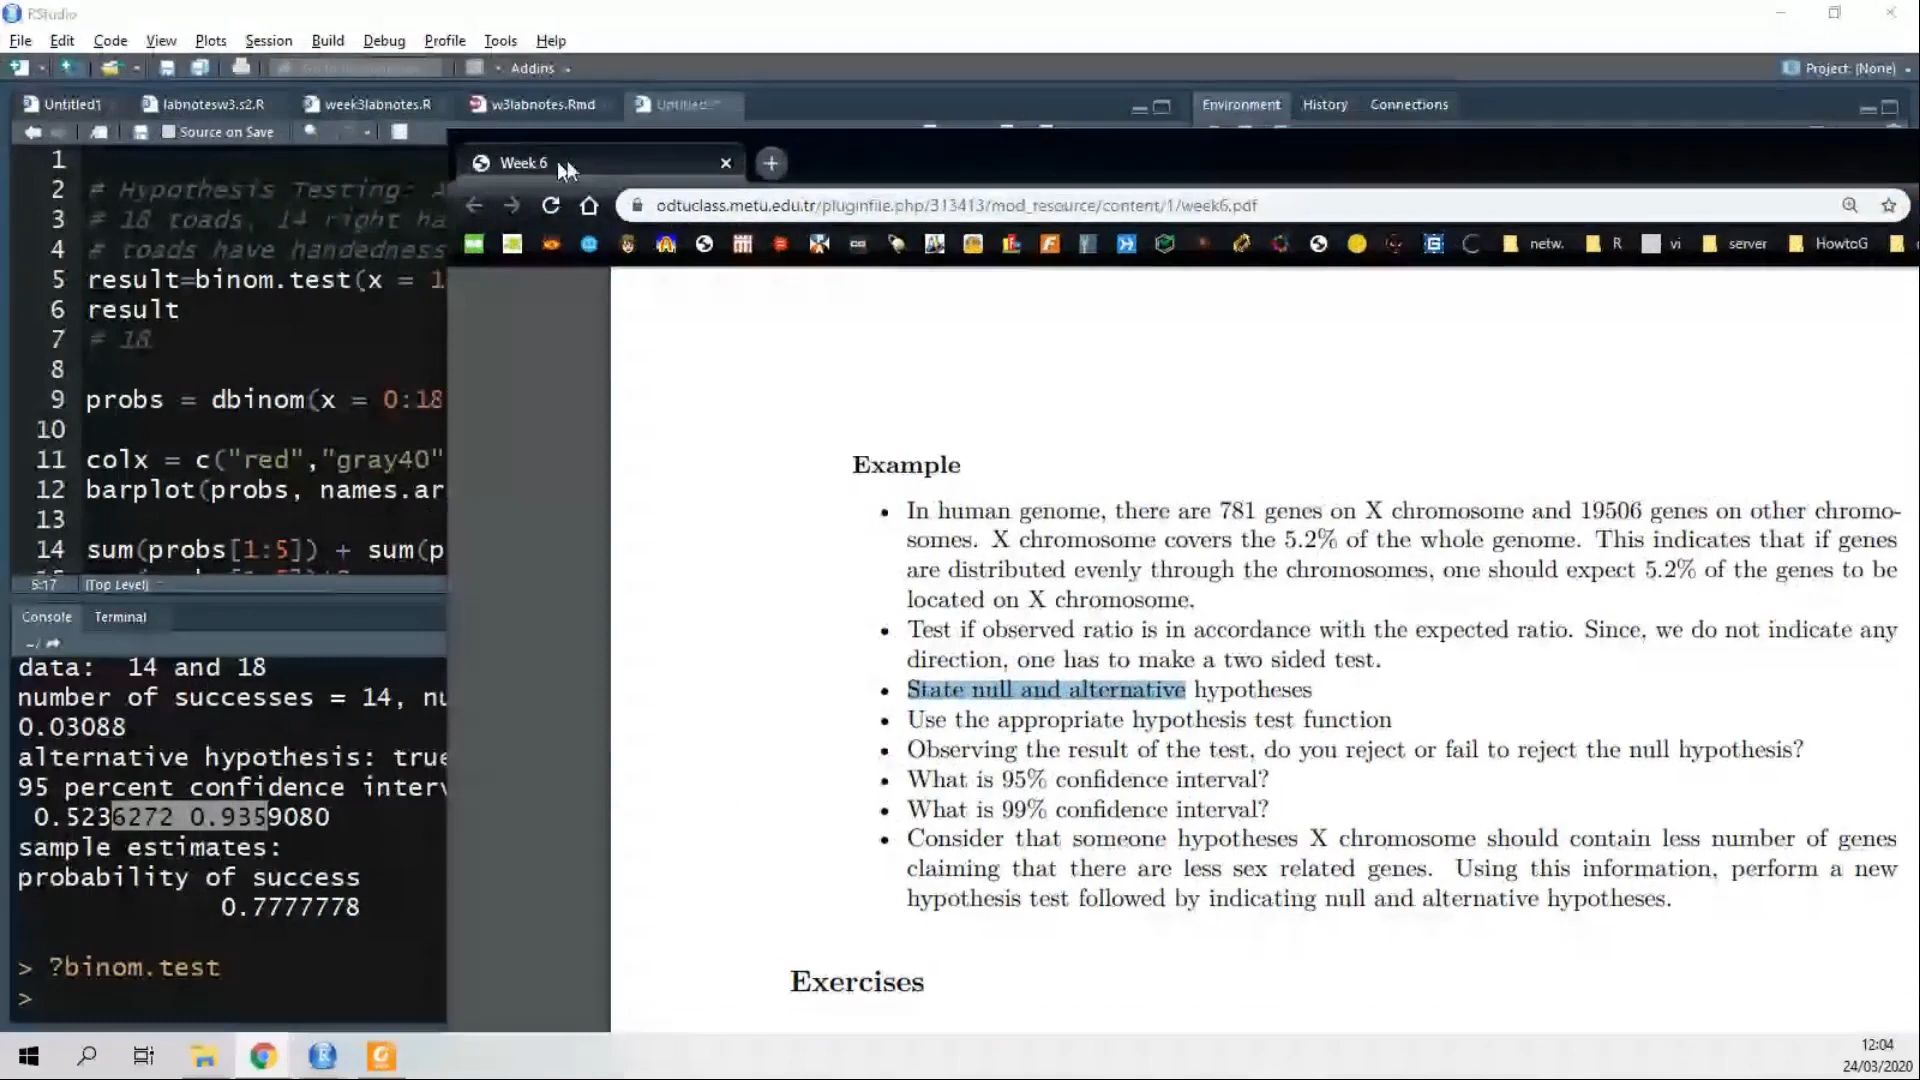 RStudio
File Edit Code View Plots Session Build Debug Profile Tools Help
Addins
Project: (None)
Untitled1 labnotesw3.s2.R week3labnotes.R w3labnotes.Rmd Untitled
Environment History Connections
Source on Save
1
2 # Hypothesis Testing:
3 # 18 toads, 14 right ha
4 # toads have handedness
5 result=binom.test(x = 1
6 result
7 # 18
8
9 probs = dbinom(x = 0:18
10
11 colx = c("red","gray40"
12 barplot(probs, names.ar
13
14 sum(probs[1:5]) + sum(p
5:17 (Top Level)
Console Terminal
~/
data: 14 and 18
number of successes = 14, nu
0.03088
alternative hypothesis: true
95 percent confidence interv
0.5236272 0.9359080
sample estimates:
probability of success
0.7777778
> ?binom.test
>
Week 6
odtuclass.metu.edu.tr/pluginfile.php/313413/mod_resource/content/1/week6.pdf
netw. R vi server HowtoG
Example
• In human genome, there are 781 genes on X chromosome and 19506 genes on other chromo-
somes. X chromosome covers the 5.2% of the whole genome. This indicates that if genes
are distributed evenly through the chromosomes, one should expect 5.2% of the genes to be
located on X chromosome.
• Test if observed ratio is in accordance with the expected ratio. Since, we do not indicate any
direction, one has to make a two sided test.
• State null and alternative hypotheses
• Use the appropriate hypothesis test function
• Observing the result of the test, do you reject or fail to reject the null hypothesis?
• What is 95% confidence interval?
• What is 99% confidence interval?
• Consider that someone hypotheses X chromosome should contain less number of genes
claiming that there are less sex related genes. Using this information, perform a new
hypothesis test followed by indicating null and alternative hypotheses.
Exercises
12:04
24/03/2020